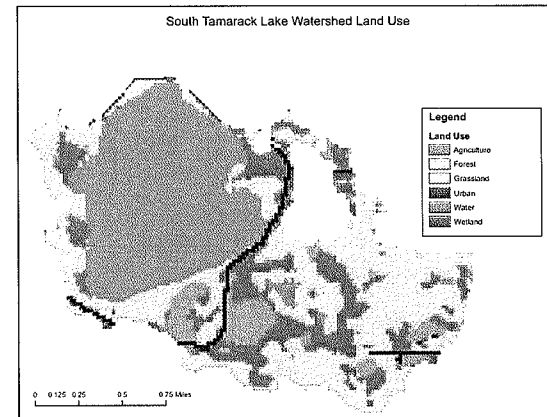 South Tamarack Lake Watershed Land Use
Legend
Land Use
Agriculture
Forest
Grassland
Urban
Water
Wetland
0 0.125 0.25 0.5 0.75 Miles